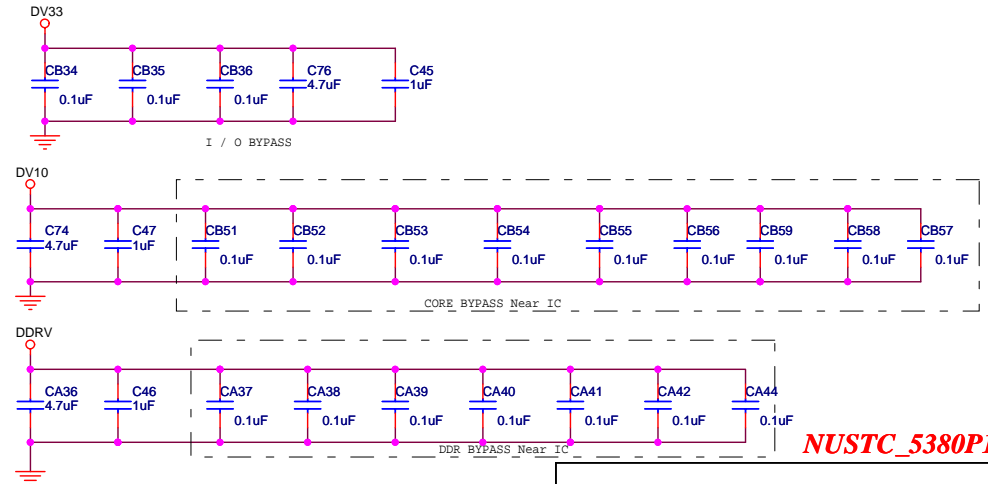 DV33
CB34 CB35 CB36 C76 C45
4.7uF 1uF
0.1uF 0.1uF 0.1uF
I / O BYPASS
DV10
C74 C47 CB51 CB52 CB53 CB54 CB55 CB56 CB59 CB58 CB57
4.7uF 1uF
0.1uF 0.1uF 0.1uF 0.1uF 0.1uF 0.1uF 0.1uF 0.1uF 0.1uF
CORE BYPASS Near IC
DDRV
CA36 C46 CA37 CA38 CA39 CA40 CA41 CA42 CA44
4.7uF 1uF
0.1uF 0.1uF 0.1uF 0.1uF 0.1uF 0.1uF 0.1uF
DDR BYPASS Near IC